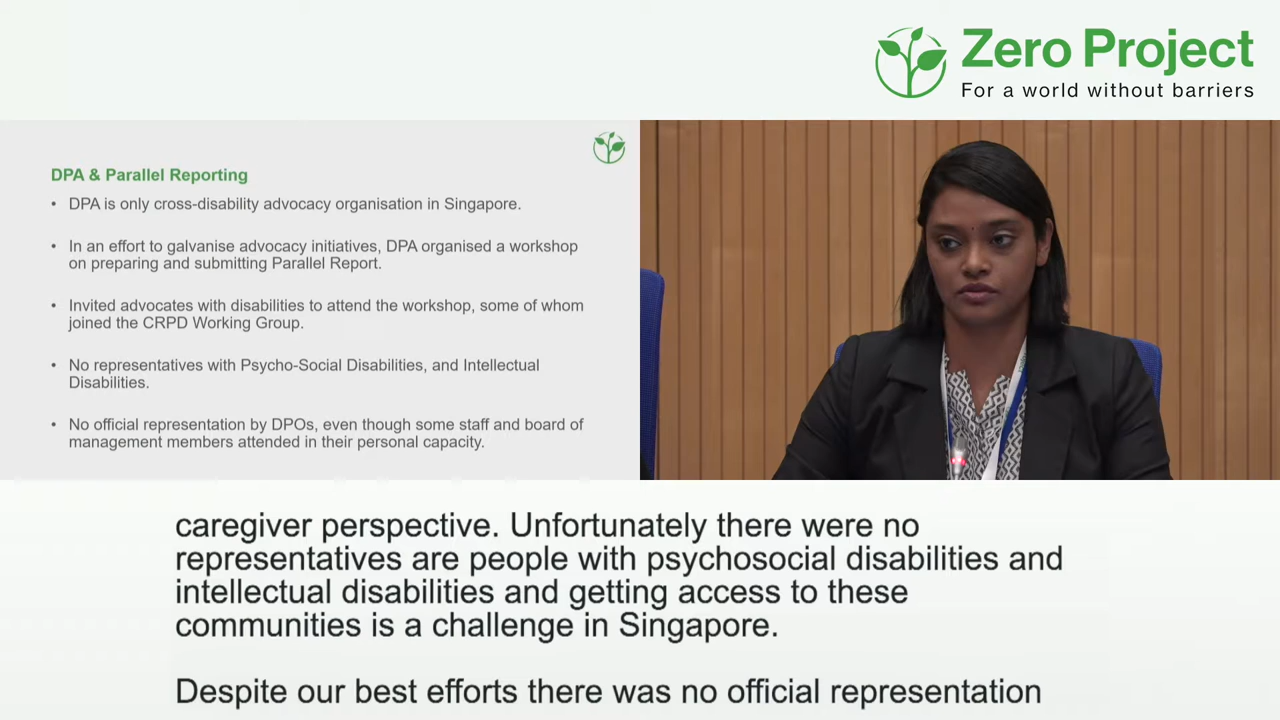 Zero Project
For a world without barriers
DPA & Parallel Reporting
• DPA is only cross-disability advocacy organisation in Singapore.
• In an effort to galvanise advocacy initiatives, DPA organised a workshop
on preparing and submitting Parallel Report.
• Invited advocates with disabilities to attend the workshop, some of whom
joined the CRPD Working Group.
• No representatives with Psycho-Social Disabilities, and Intellectual
Disabilities.
• No official representation by DPOs, even though some staff and board of
management members attended in their personal capacity.
caregiver perspective. Unfortunately there were no
representatives are people with psychosocial disabilities and
intellectual disabilities and getting access to these
communities is a challenge in Singapore.
Despite our best efforts there was no official representation